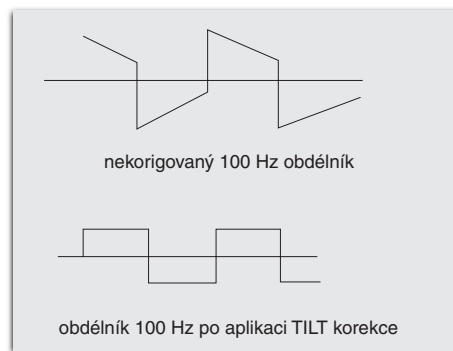 nekorigovaný 100 Hz obdélník
obdélník 100 Hz po aplikaci TILT korekce